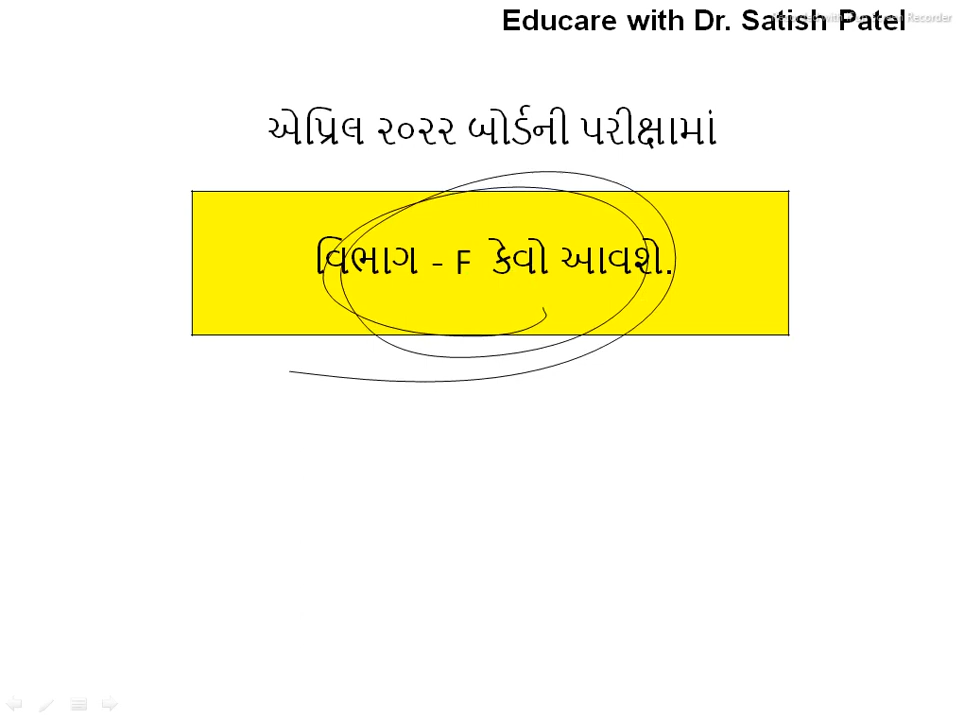 Educare with Dr. Satish Patel
એપ્રિલ ૨૦૨૨ બોર્ડની પરીક્ષામાં
વિભાગ - F કેવો આવશે.